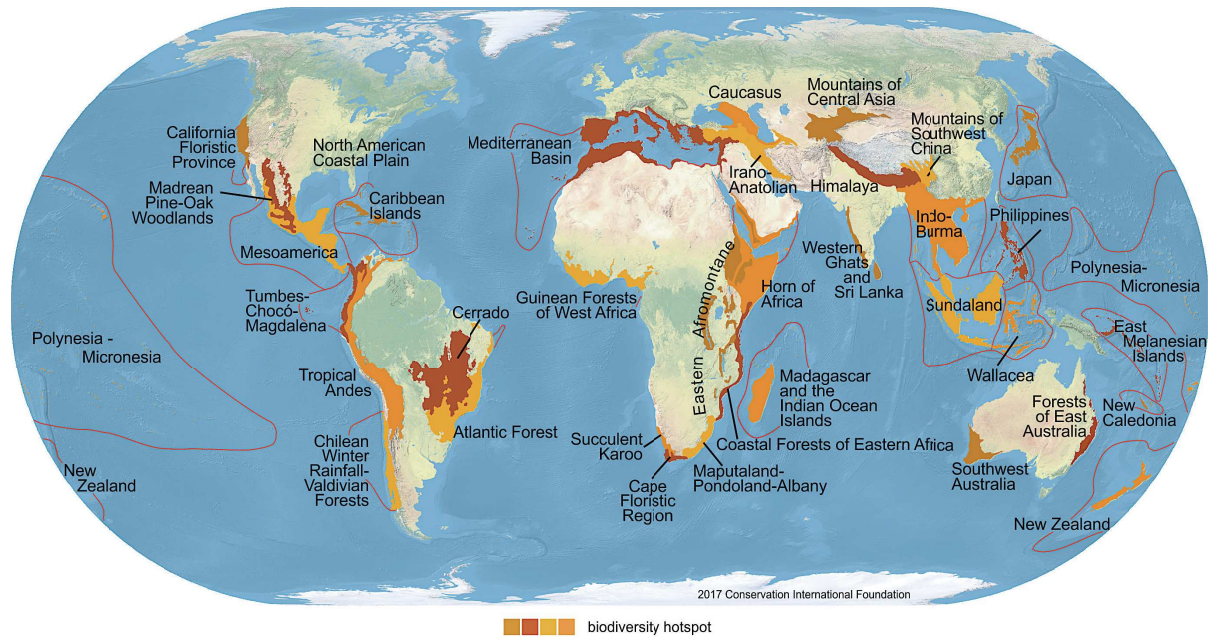 California
Floristic
Province
North American
Coastal Plain
Madrean
Pine-Oak
Woodlands
Caribbean
Islands
Mesoamerica
Tumbes-
Chocó-
Magdalena
Cerrado
Polynesia -
Micronesia
Tropical
Andes
Atlantic Forest
Chilean
Winter
Rainfall-
Valdivian
Forests
New
Zealand
Mediterranean
Basin
Caucasus
Mountains of
Central Asia
Mountains of
Southwest
China
Irano-
Anatolian
Himalaya
Japan
Indo-
Burma
Philippines
Western
Ghats
and
Sri Lanka
Polynesia-
Micronesia
Guinean Forests
of West Africa
Horn of
Africa
Eastern Afromontane
Sundaland
East
Melanesian
Islands
Wallacea
Madagascar
and the
Indian Ocean
Islands
Forests
of East
Australia
New
Caledonia
Succulent
Karoo
Coastal Forests of Eastern Africa
Cape
Floristic
Region
Maputaland-
Pondoland-Albany
Southwest
Australia
New Zealand
2017 Conservation International Foundation
biodiversity hotspot